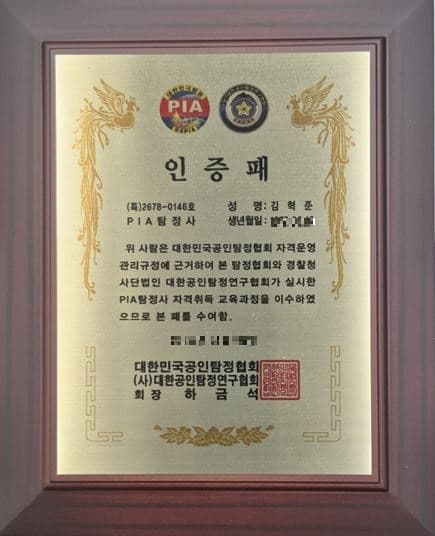 PIA
인증패
(특)2678-0146호 성 명: 김 혁 준
PIA탐정사 생년월일:
위 사람은 대한민국공인탐정협회 자격운영
관리규정에 근거하여 본 탐정협회와 경찰청
사단법인 대한공인탐정연구협회가 실시한
PIA탐정사 자격취득 교육과정을 이수하였
으므로 본 패를 수여함.
대한민국공인탐정협회
(사)대한공인탐정연구협회
회 장 하 금 석